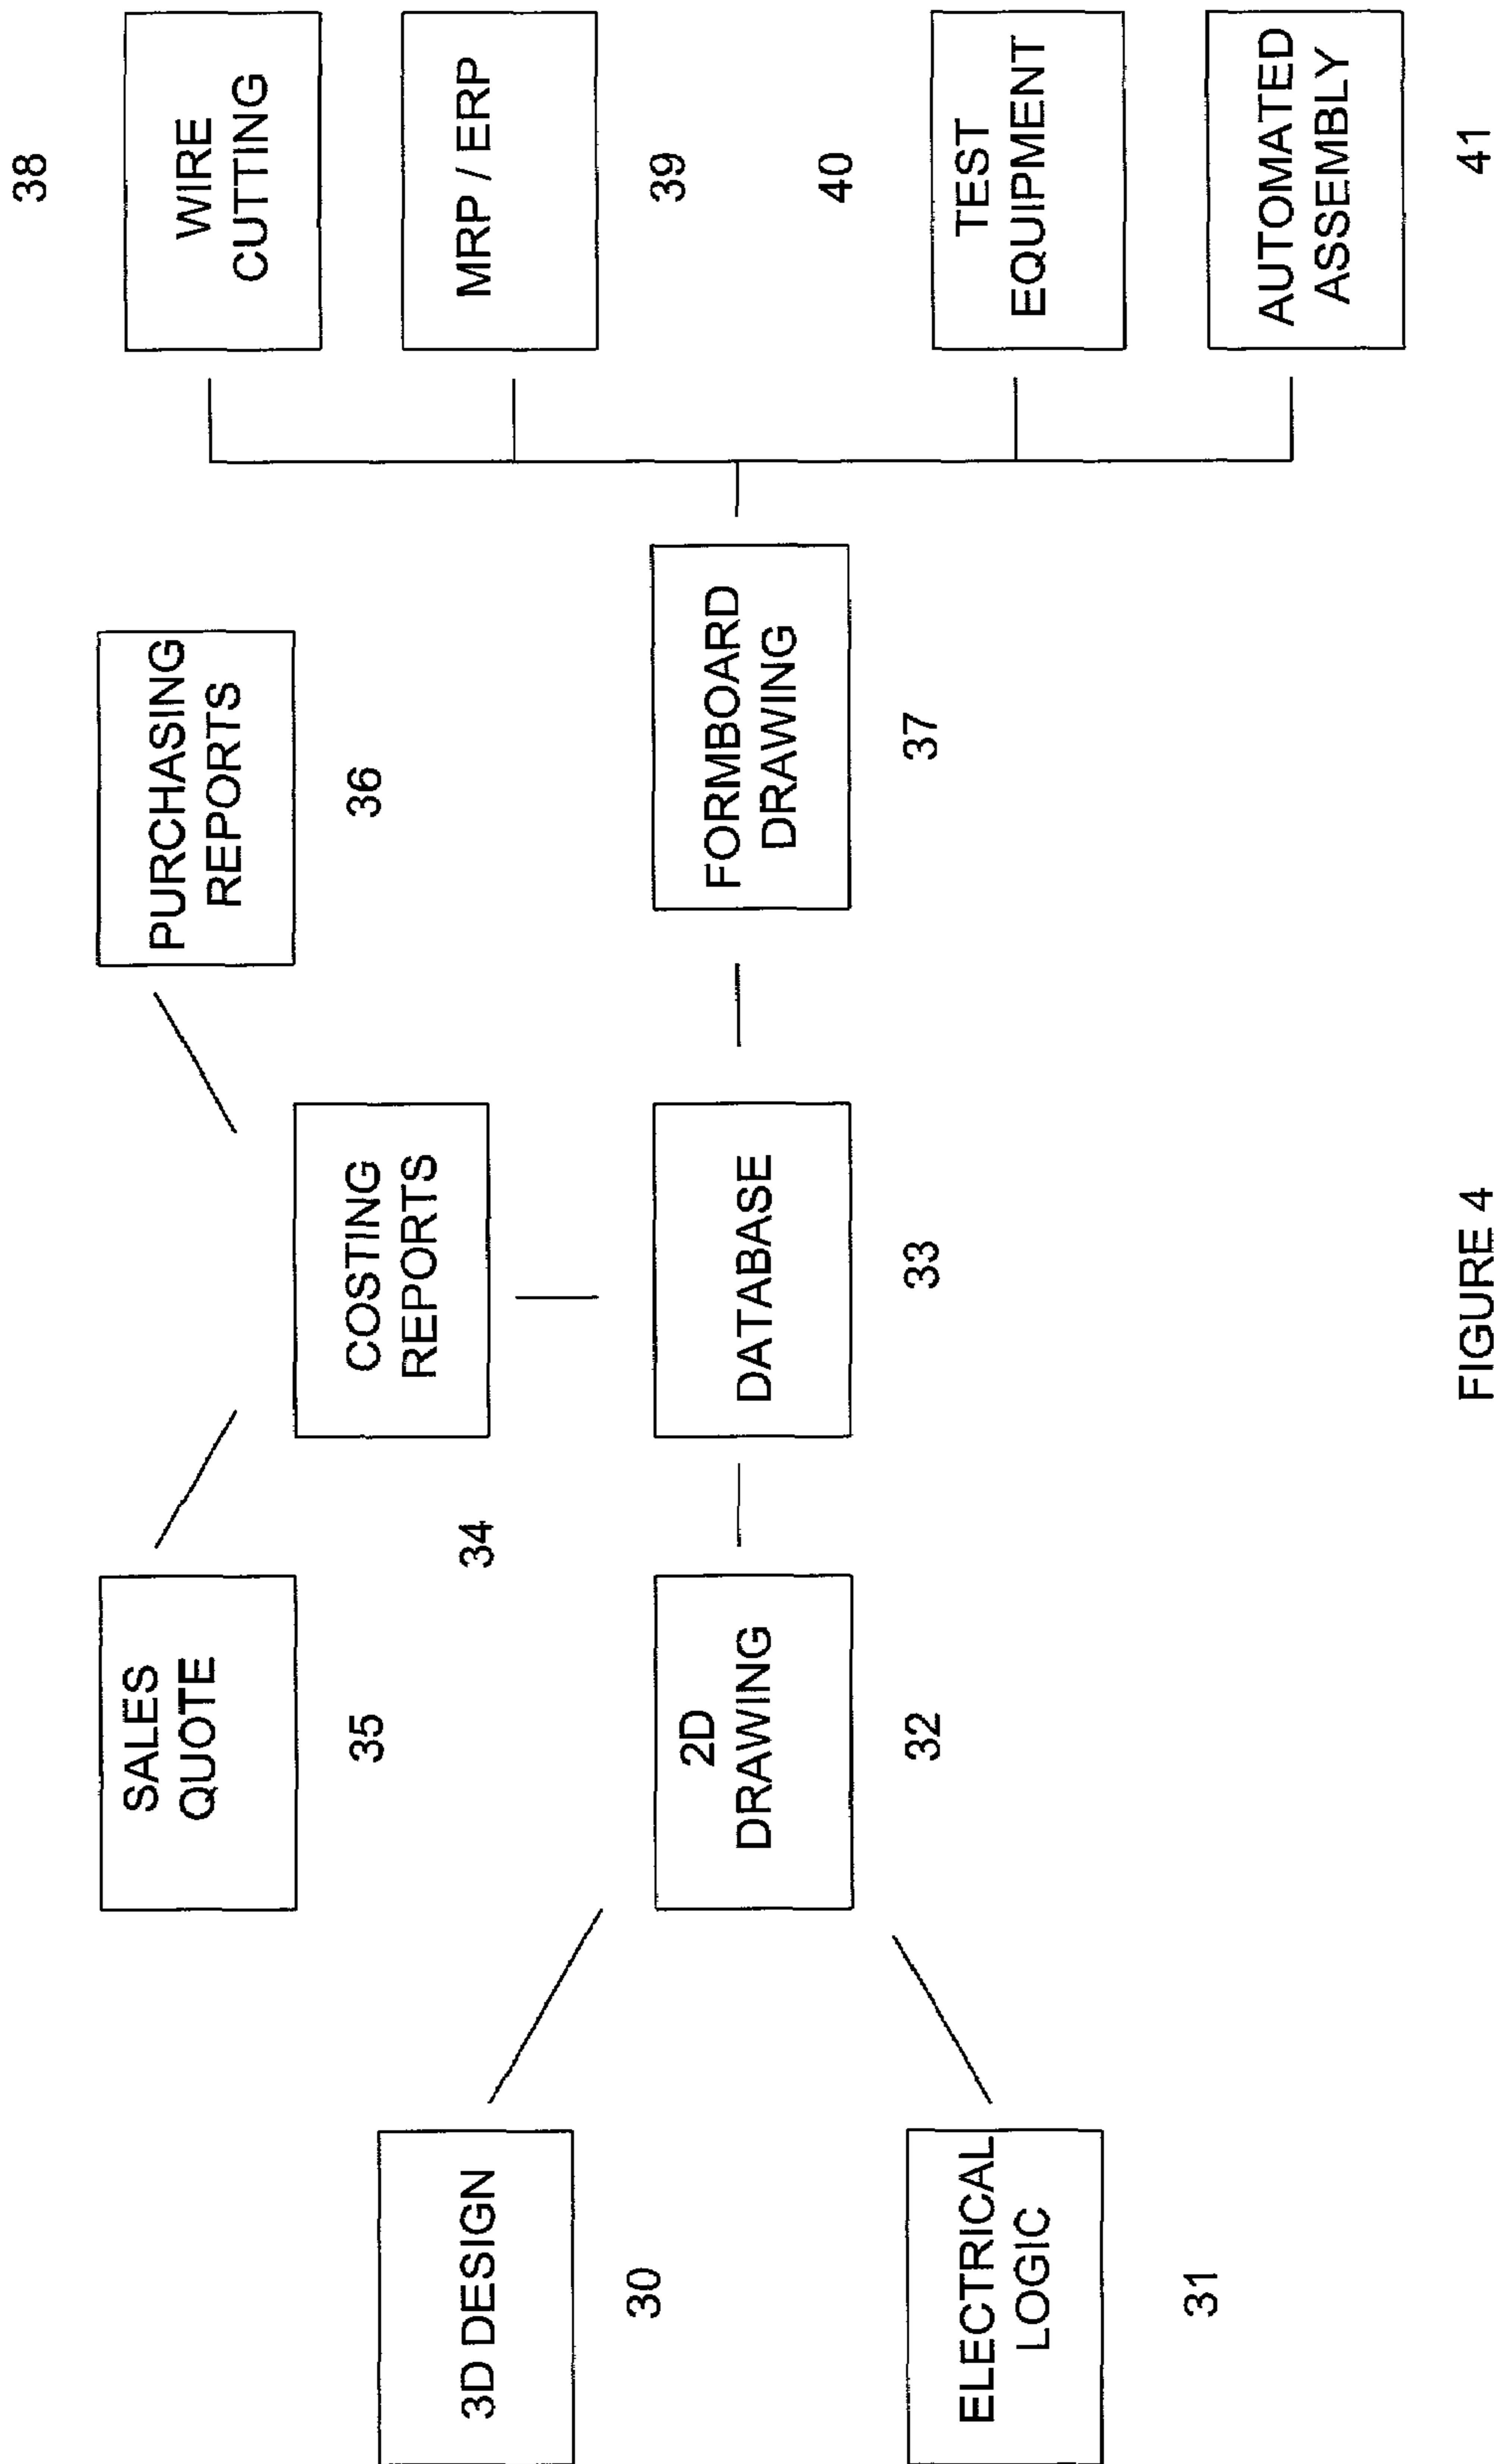 3D DESIGN
30
ELECTRICAL
LOGIC
31
2D
DRAWING
32
SALES
QUOTE
35
34
COSTING
REPORTS
DATABASE
33
PURCHASING
REPORTS
36
FORMBOARD
DRAWING
37
38
WIRE
CUTTING
MRP / ERP
39
40
TEST
EQUIPMENT
AUTOMATED
ASSEMBLY
41
FIGURE 4